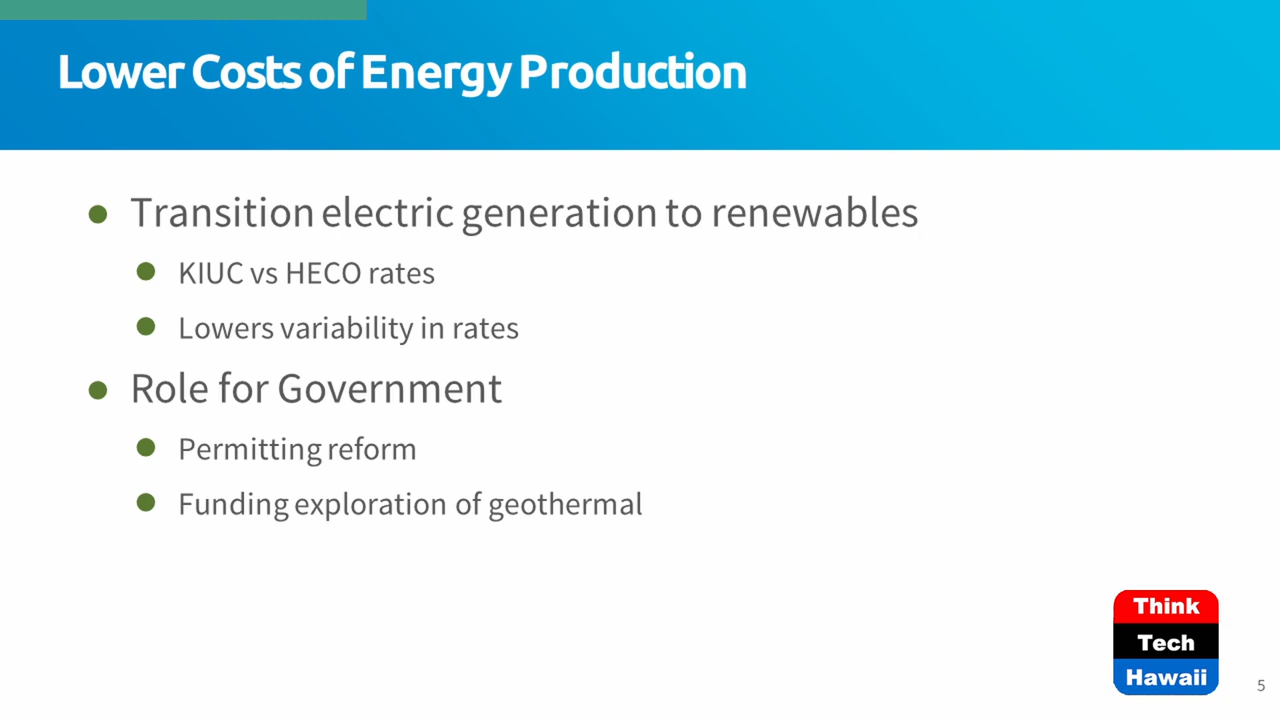 Lower Costs of Energy Production
Transition electric generation to renewables
KIUC vs HECO rates
Lowers variability in rates
Role for Government
Permitting reform
Funding exploration of geothermal
Think
Tech
Hawaii
5